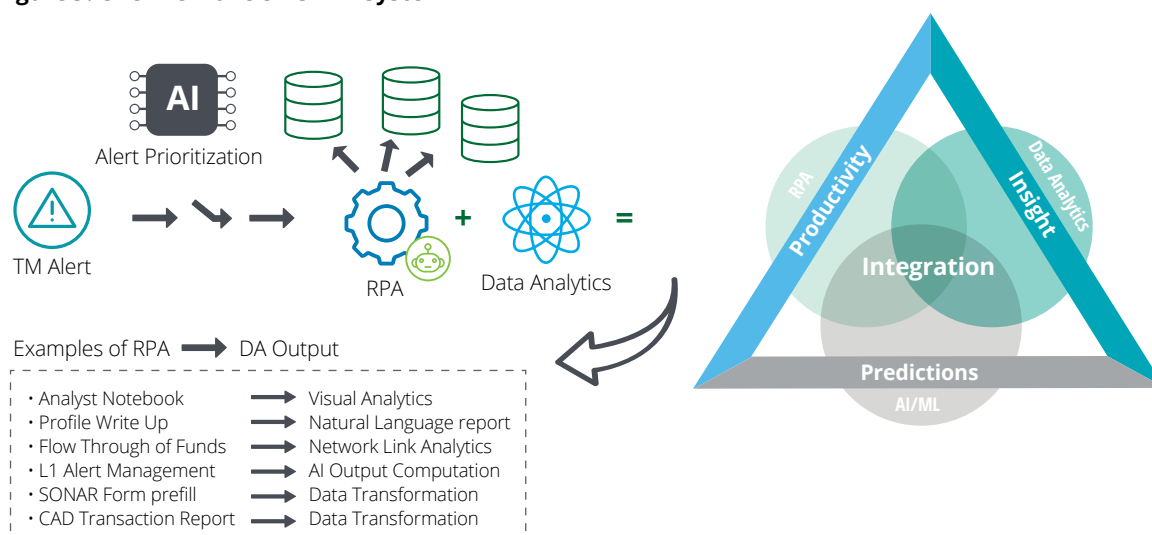 AI
Alert Prioritization
TM Alert
RPA
+
Data Analytics
=
RPA
Productivity
Data Analytics
Insight
Integration
Predictions
AI/ML
Examples of RPA DA Output
• Analyst Notebook Visual Analytics
• Profile Write Up Natural Language report
• Flow Through of Funds Network Link Analytics
• L1 Alert Management AI Output Computation
• SONAR Form prefill Data Transformation
• CAD Transaction Report Data Transformation